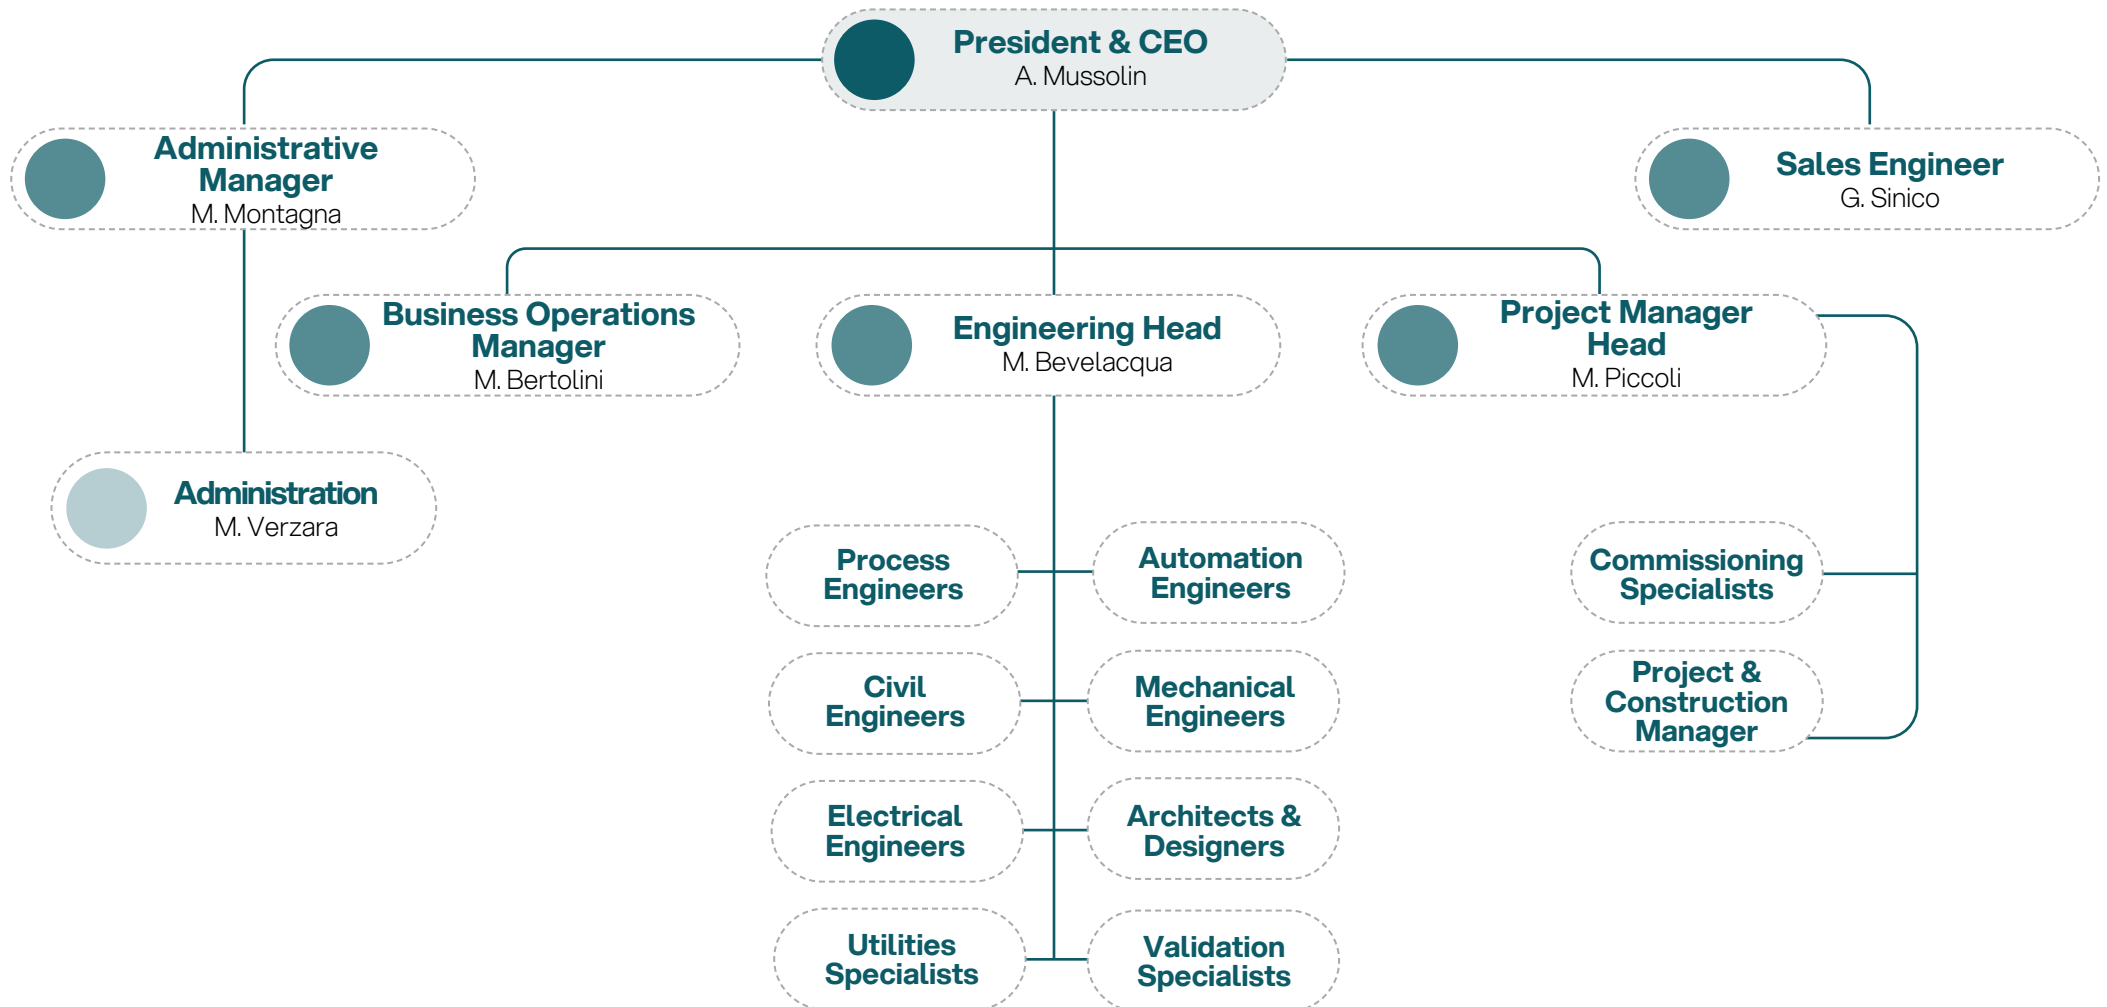 President & CEO
A. Mussolin
Administrative
Manager
M. Montagna
Sales Engineer
G. Sinico
Business Operations
Manager
M. Bertolini
Engineering Head
M. Bevelacqua
Project Manager
Head
M. Piccoli
Administration
M. Verzara
Process
Engineers
Automation
Engineers
Commissioning
Specialists
Civil
Engineers
Mechanical
Engineers
Project &
Construction
Manager
Electrical
Engineers
Architects &
Designers
Utilities
Specialists
Validation
Specialists